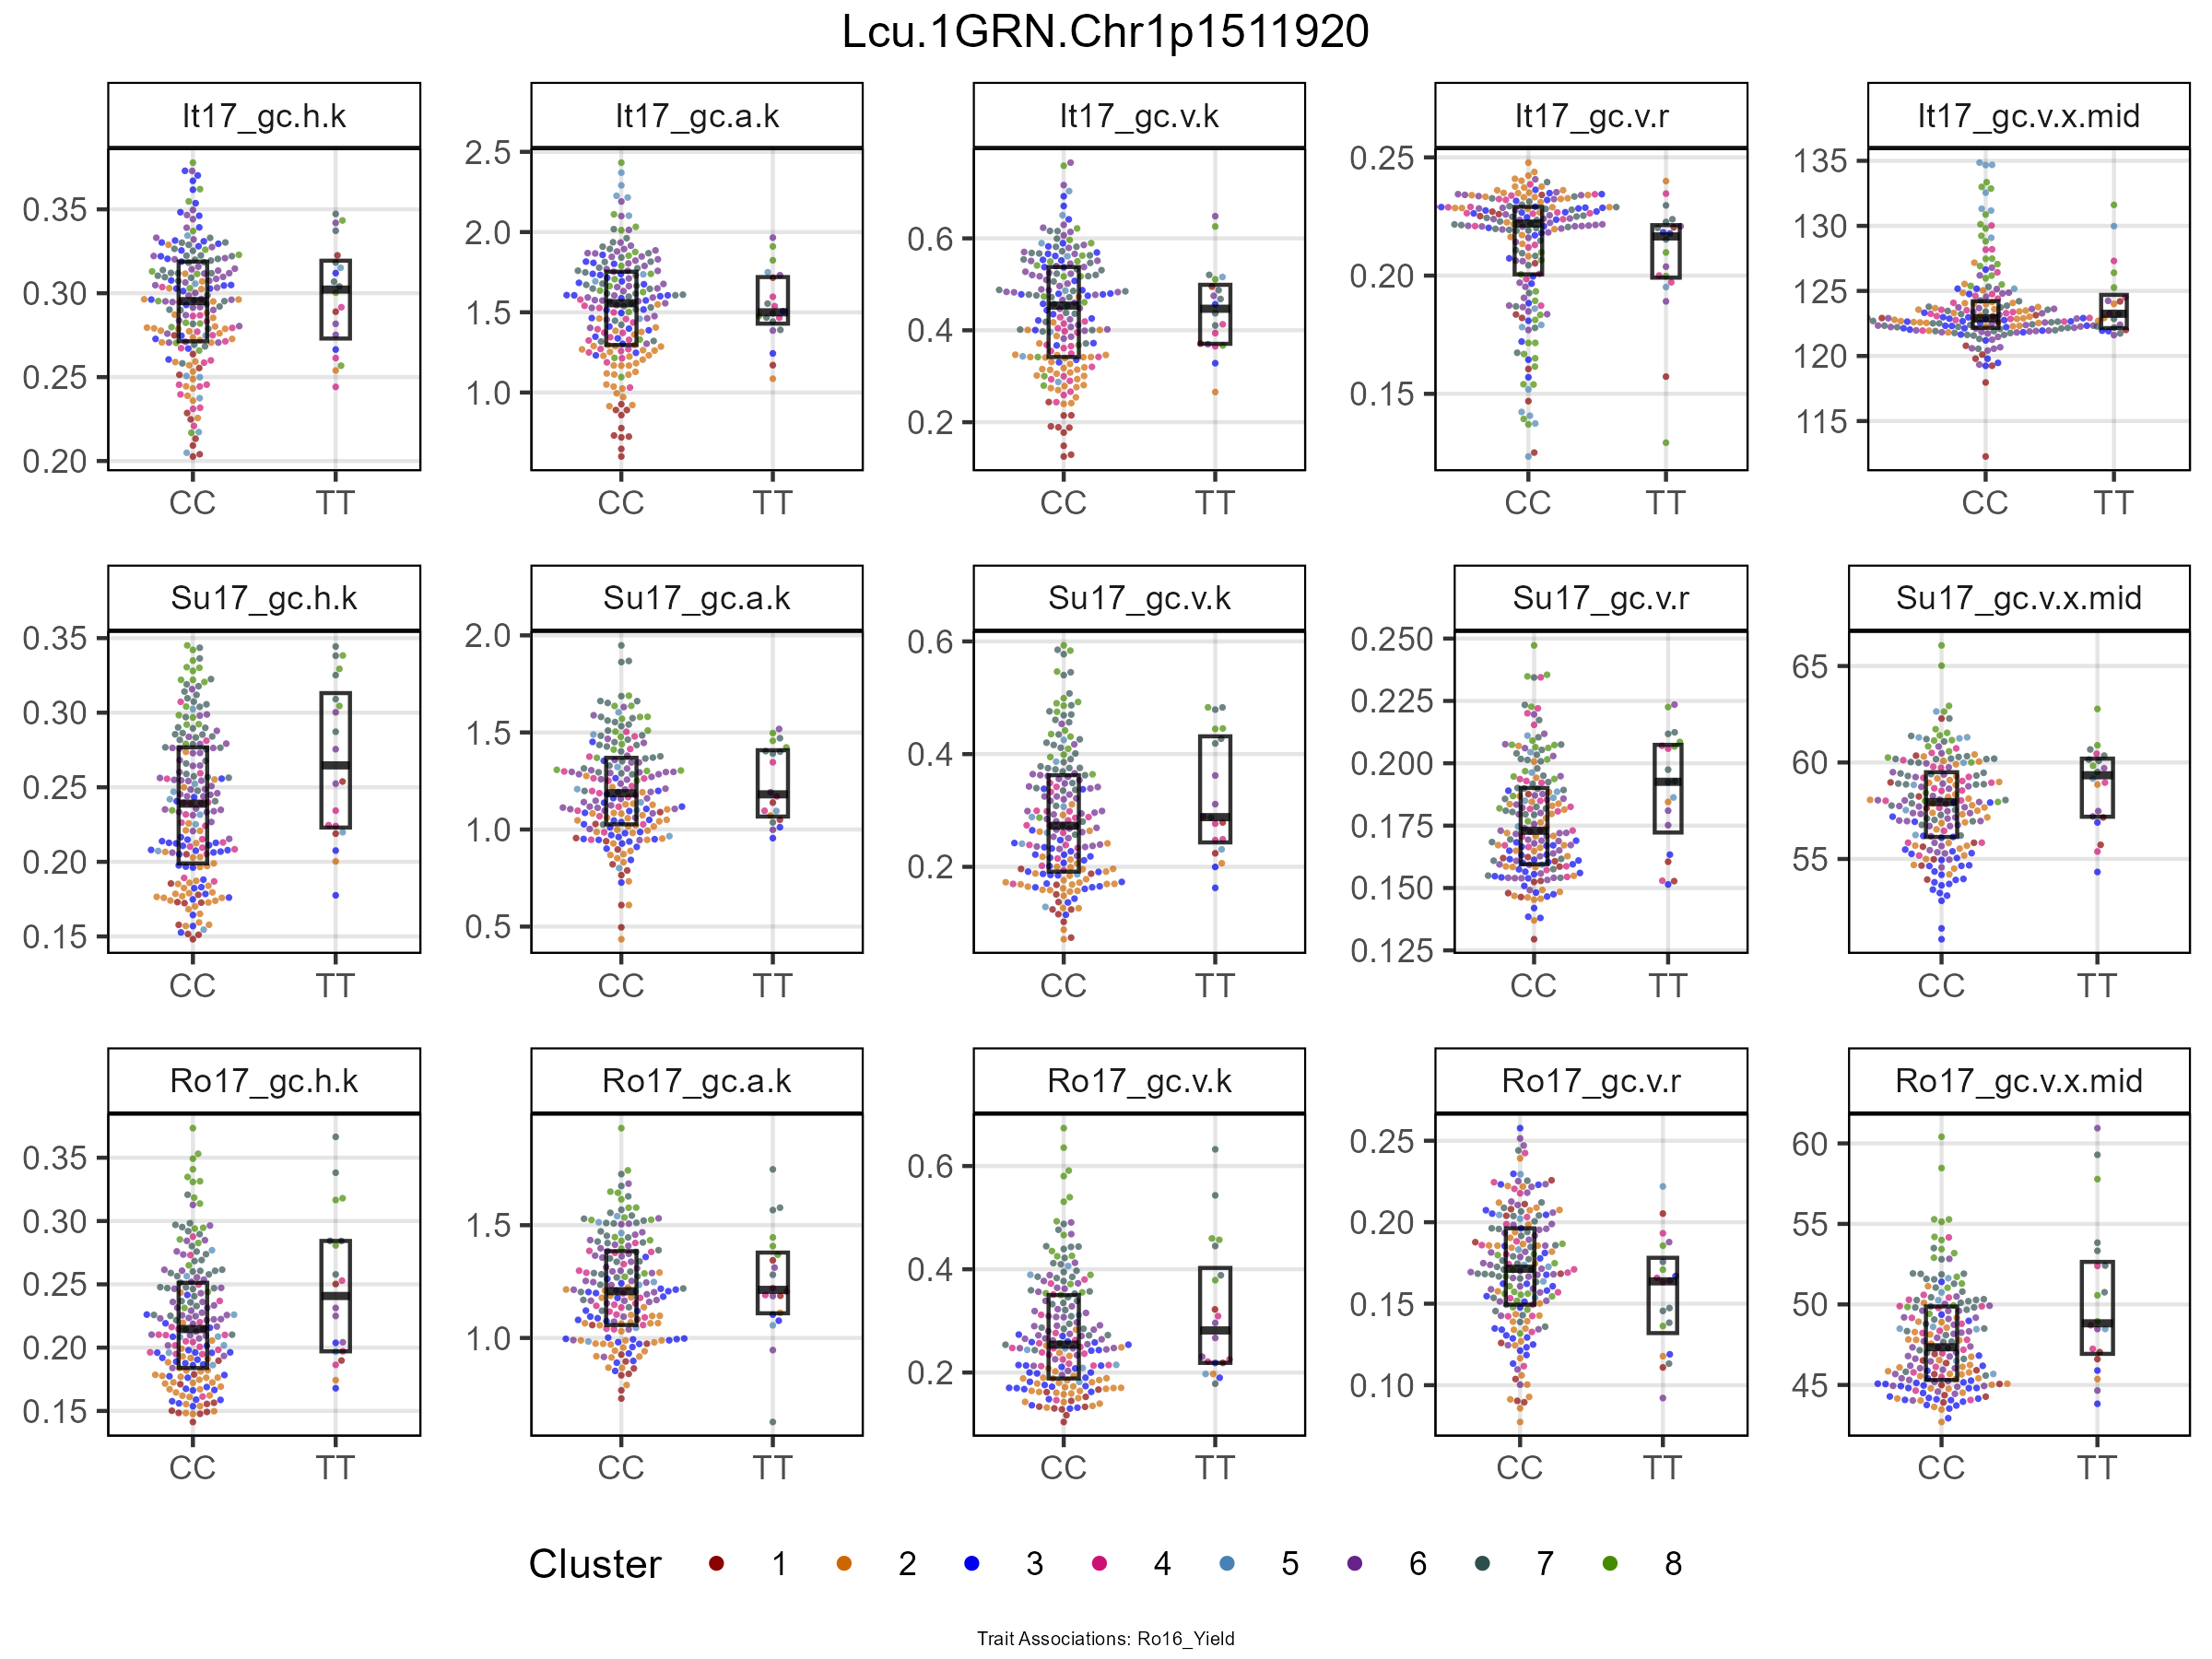 Lcu.1GRN.Chr1p1511920
It17_gc.h.k It17_gc.a.k It17_gc.v.k It17_gc.v.r It17_gc.v.x.mid
0.35 0.30 0.25 0.20
2.5 2.0 1.5 1.0
0.6 0.4 0.2
0.25 0.20 0.15
135 130 125 120 115
CC TT CC TT CC TT CC TT CC TT
Su17_gc.h.k Su17_gc.a.k Su17_gc.v.k Su17_gc.v.r Su17_gc.v.x.mid
0.35 0.30 0.25 0.20 0.15
2.0 1.5 1.0 0.5
0.6 0.4 0.2
0.250 0.225 0.200 0.175 0.150 0.125
65 60 55
CC TT CC TT CC TT CC TT CC TT
Ro17_gc.h.k Ro17_gc.a.k Ro17_gc.v.k Ro17_gc.v.r Ro17_gc.v.x.mid
0.35 0.30 0.25 0.20 0.15
1.5 1.0
0.6 0.4 0.2
0.25 0.20 0.15 0.10
60 55 50 45
CC TT CC TT CC TT CC TT CC TT
Cluster 1 2 3 4 5 6 7 8
Trait Associations: Ro16_Yield